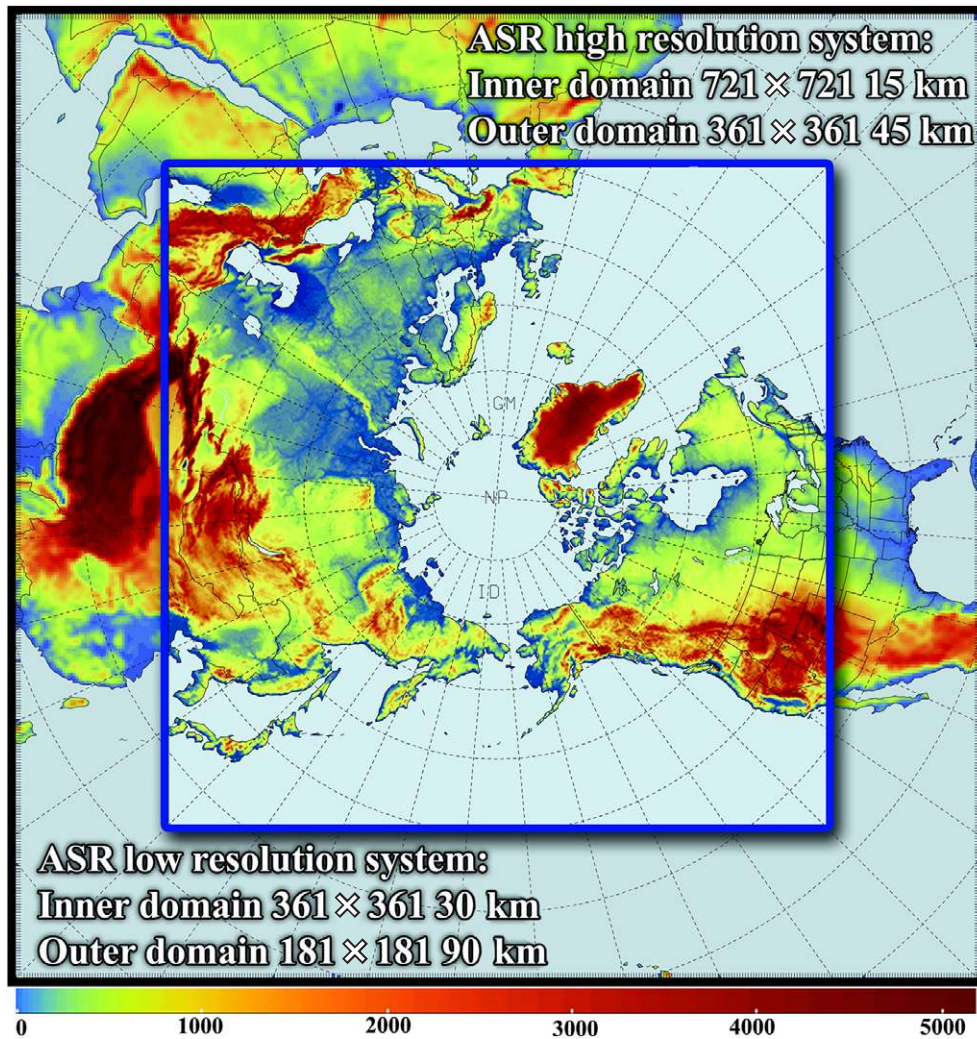 ASR high resolution system:
Inner domain 721 × 721 15 km
Outer domain 361 × 361 45 km
GM
NP
ID
ASR low resolution system:
Inner domain 361 × 361 30 km
Outer domain 181 × 181 90 km
0 1000 2000 3000 4000 5000